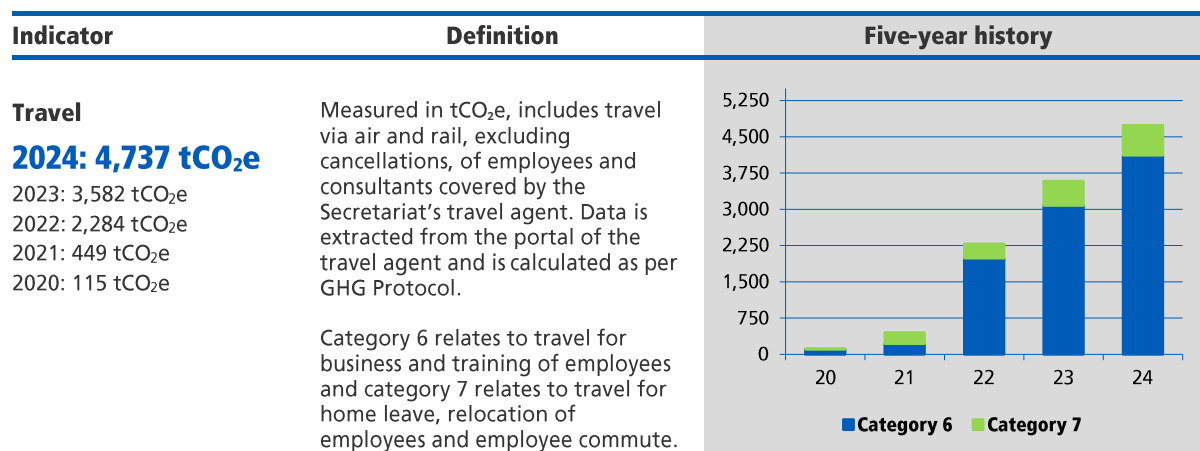 Indicator
Definition
Five-year history
Travel
2024: 4,737 tCO₂e
2023: 3,582 tCO₂e
2022: 2,284 tCO₂e
2021: 449 tCO₂e
2020: 115 tCO₂e
Measured in tCO₂e, includes travel
via air and rail, excluding
cancellations, of employees and
consultants covered by the
Secretariat’s travel agent. Data is
extracted from the portal of the
travel agent and is calculated as per
GHG Protocol.
Category 6 relates to travel for
business and training of employees
and category 7 relates to travel for
home leave, relocation of
employees and employee commute.
5,250
4,500
3,750
3,000
2,250
1,500
750
0
20 21 22 23 24
Category 6 Category 7